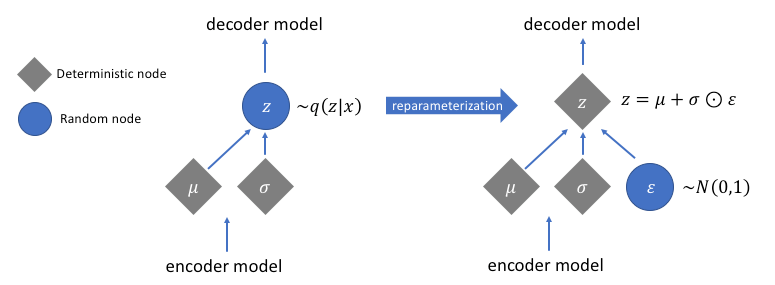 decoder model
decoder model
Deterministic node
Random node
z
~q(z|x)
reparameterization
z
z = μ + σ ⊙ ε
μ
σ
μ
σ
ε
~N(0,1)
encoder model
encoder model